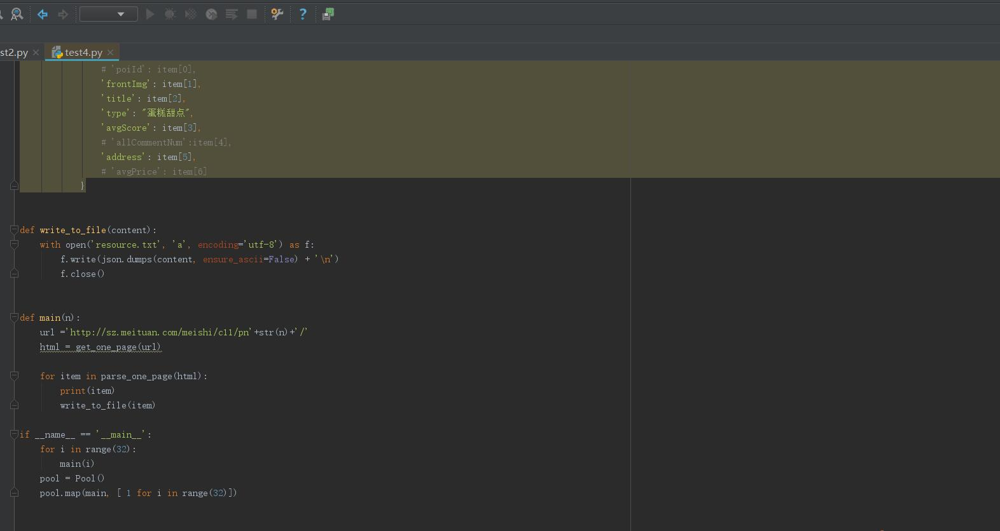 st2.py
test4.py
# 'poiId': item[0],
'frontImg': item[1],
'title': item[2],
'type': "蛋糕甜点",
'avgScore': item[3],
# 'allCommentNum':item[4],
'address': item[5],
# 'avgPrice': item[6]
}
def write_to_file(content):
with open('resource.txt', 'a', encoding='utf-8') as f:
f.write(json.dumps(content, ensure_ascii=False) + '\n')
f.close()
def main(n):
url ='http://sz.meituan.com/meishi/c11/pn'+str(n)+'/'
html = get_one_page(url)
for item in parse_one_page(html):
print(item)
write_to_file(item)
if __name__ == '__main__':
for i in range(32):
main(i)
pool = Pool()
pool.map(main, [ 1 for i in range(32)])